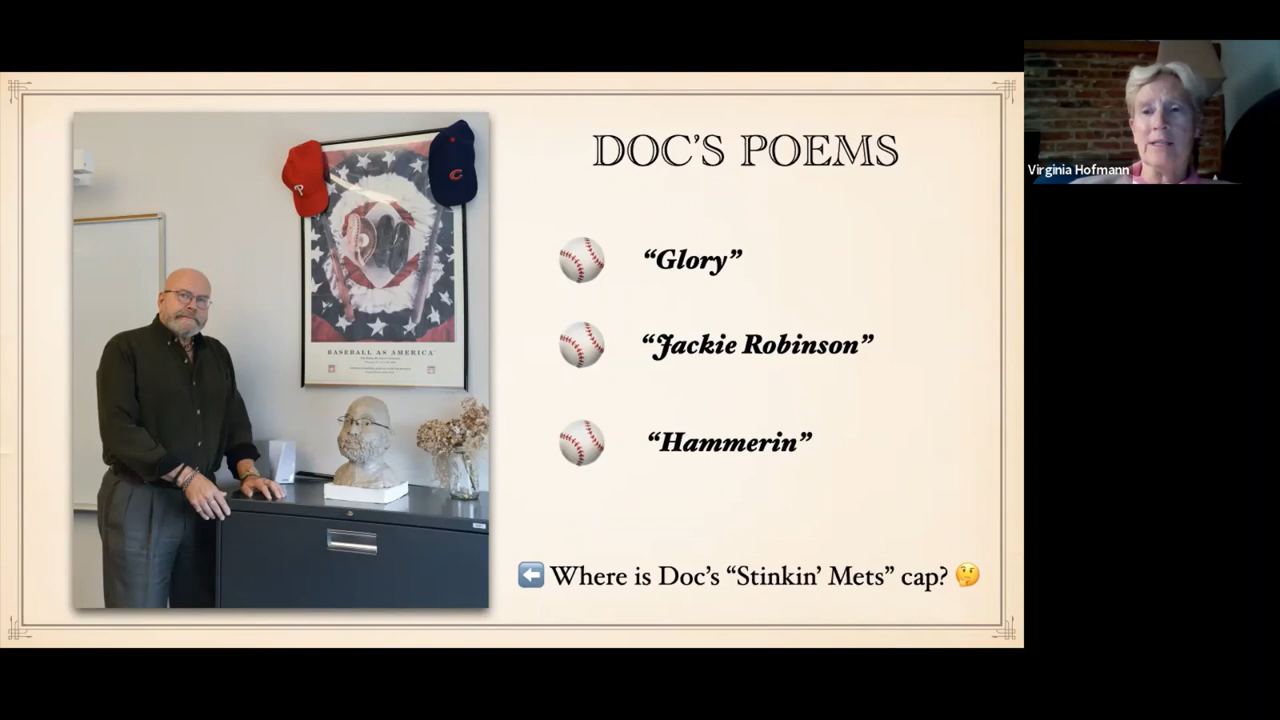 DOC'S POEMS
“Glory”
“Jackie Robinson”
“Hammerin”
Where is Doc's “Stinkin' Mets” cap?
BASEBALL AS AMERICA
P
C
Virginia Hofmann